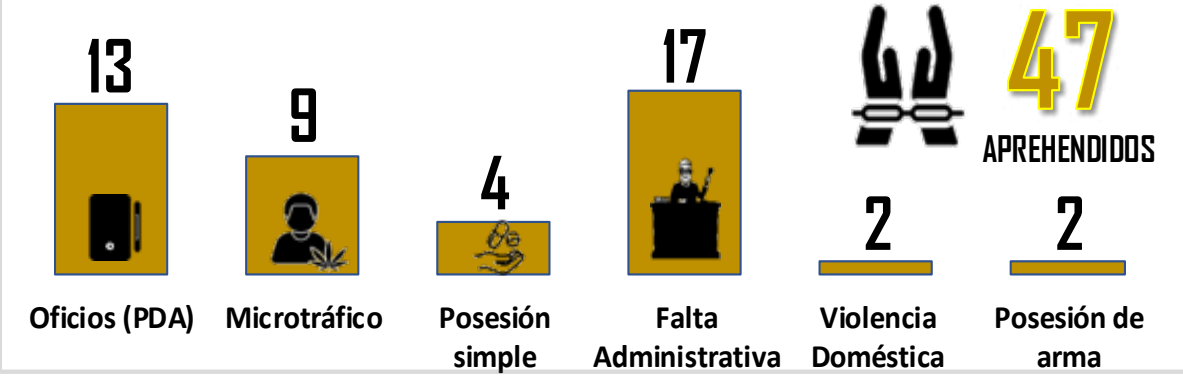 13
9
4
17
2
2
47
APREHENDIDOS
Oficios (PDA)
Microtráfico
Posesión
simple
Falta
Administrativa
Violencia
Doméstica
Posesión de
arma